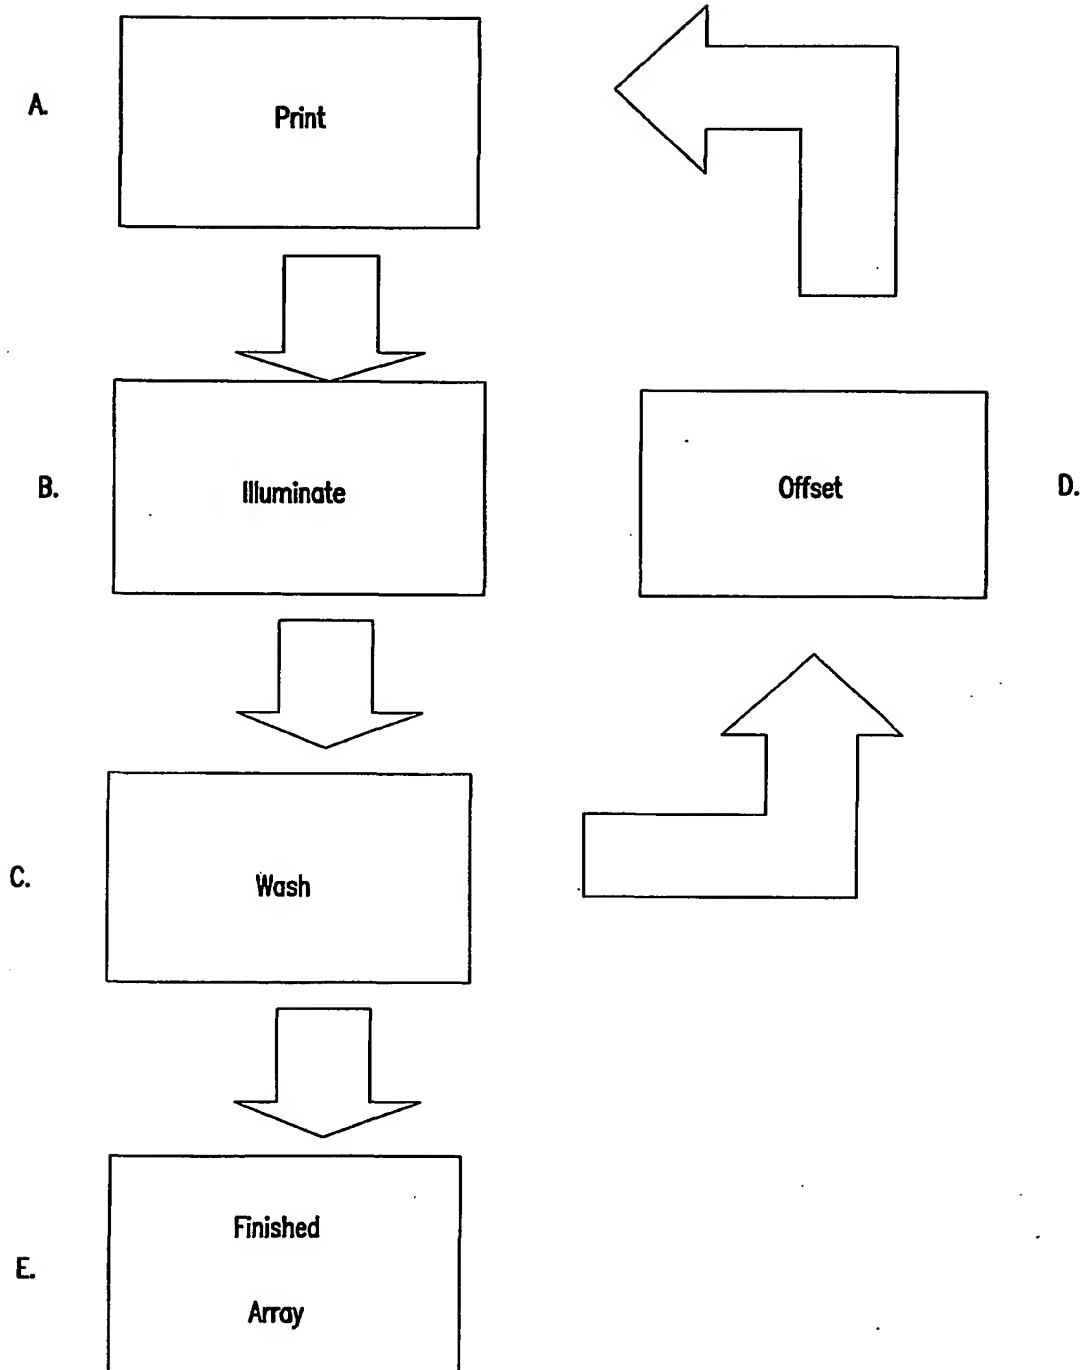 A.
Print
B.
Illuminate
Offset
D.
C.
Wash
E.
Finished
Array